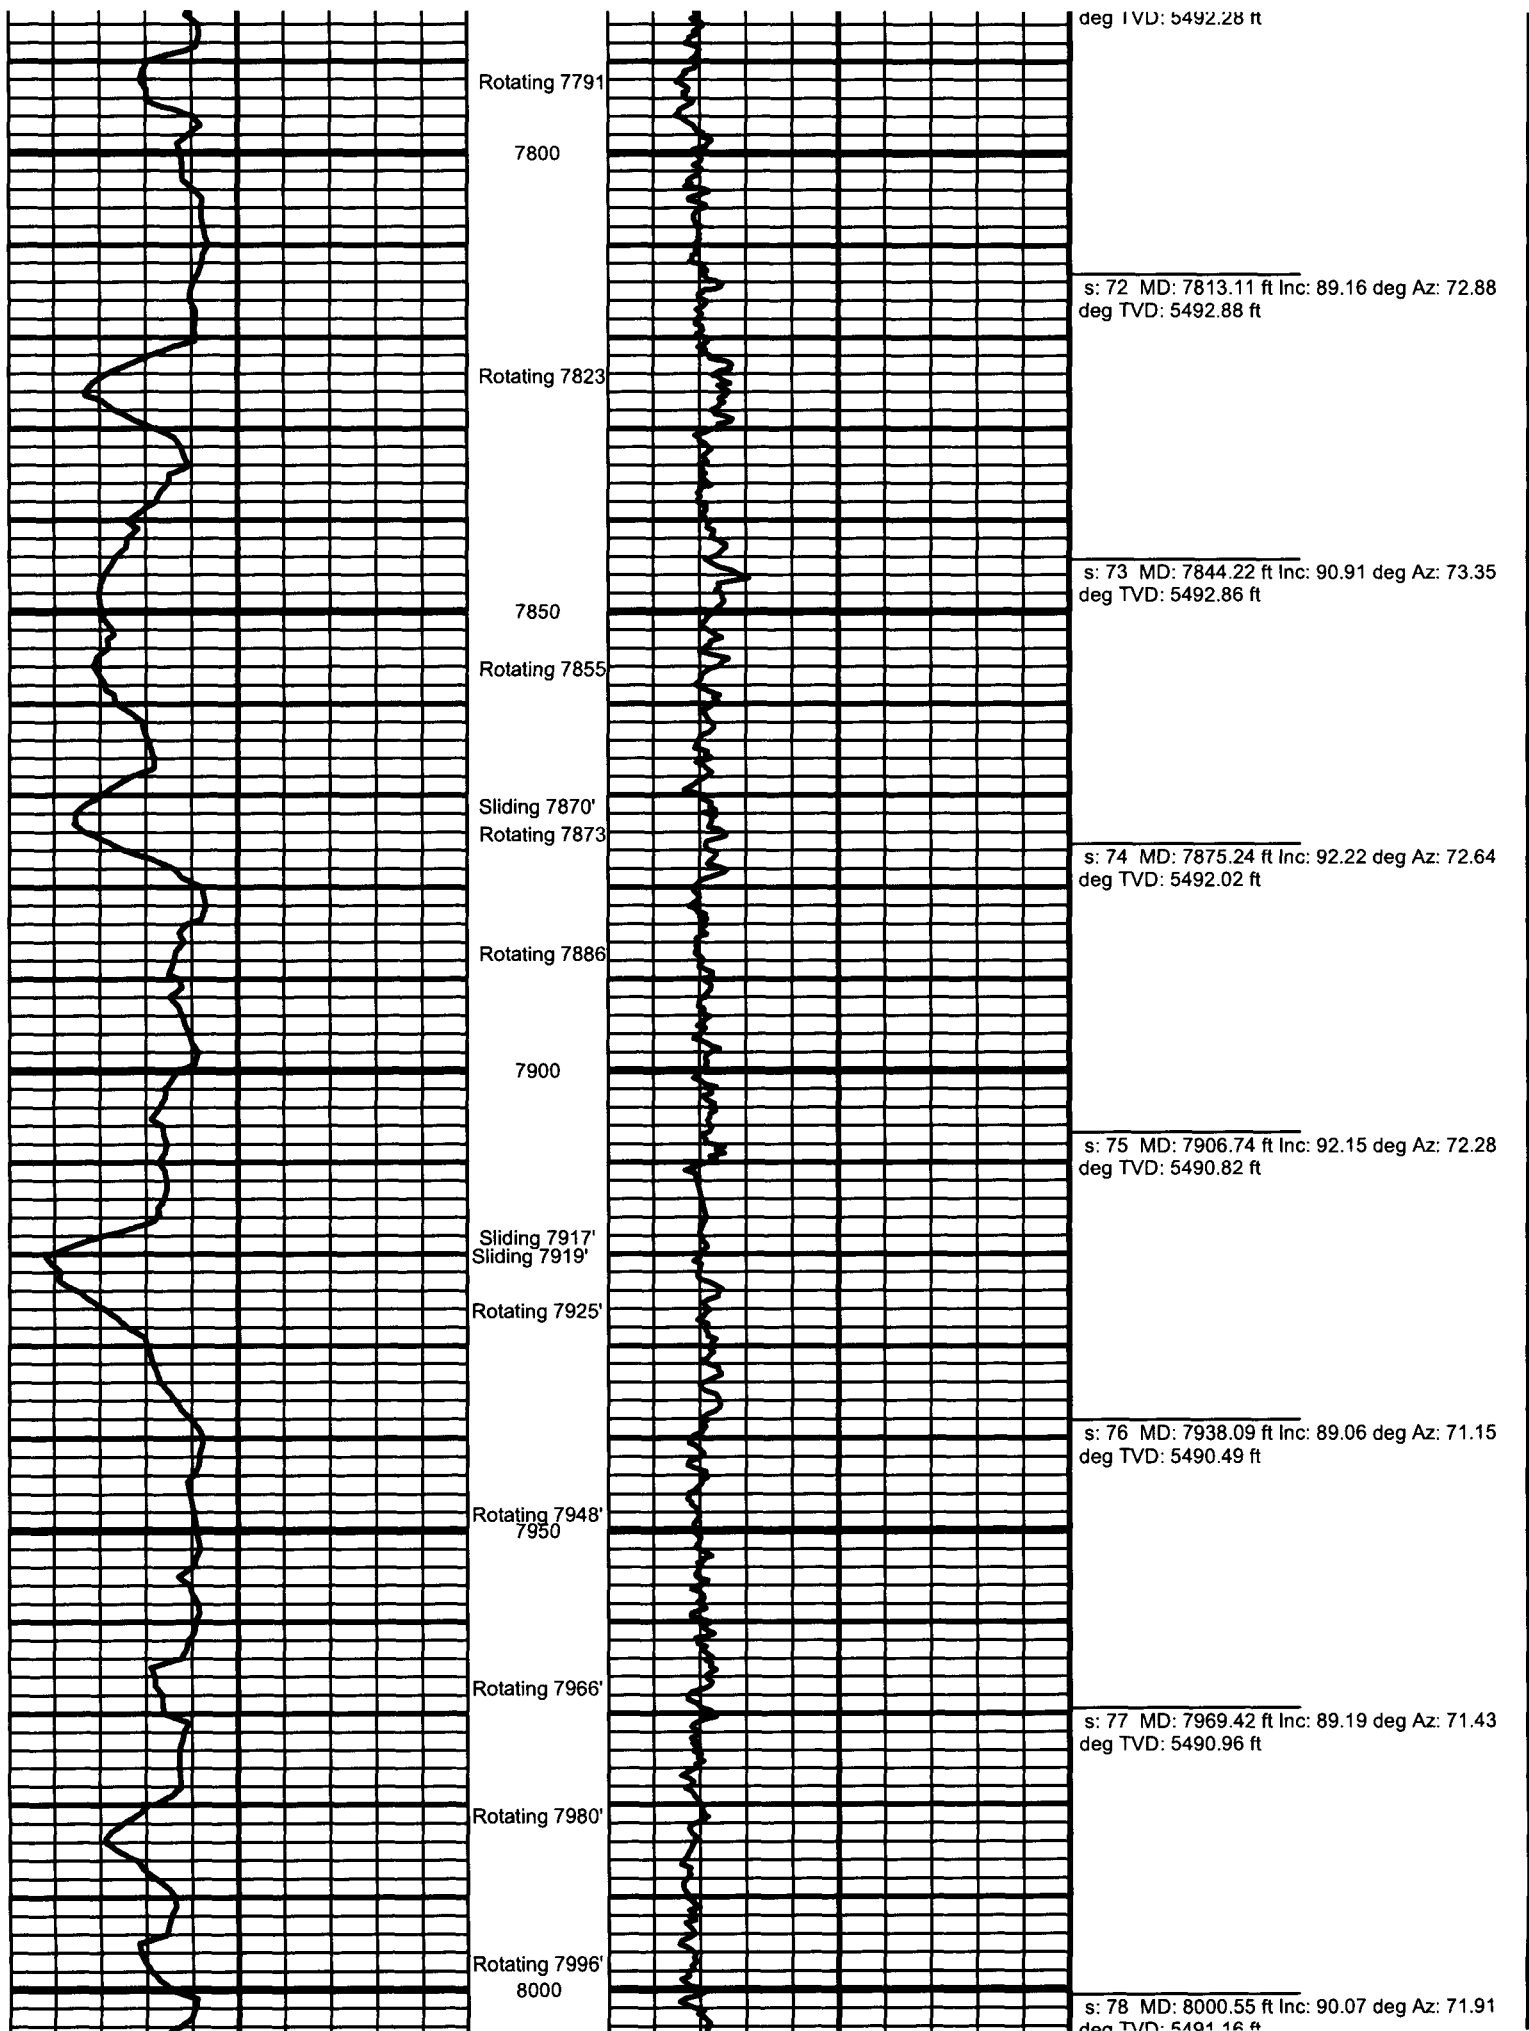 deg TVD: 5492.28 ft
Rotating 7791
7800
s: 72 MD: 7813.11 ft Inc: 89.16 deg Az: 72.88
deg TVD: 5492.88 ft
Rotating 7823
s: 73 MD: 7844.22 ft Inc: 90.91 deg Az: 73.35
deg TVD: 5492.86 ft
7850
Rotating 7855
Sliding 7870'
Rotating 7873
s: 74 MD: 7875.24 ft Inc: 92.22 deg Az: 72.64
deg TVD: 5492.02 ft
Rotating 7886
7900
s: 75 MD: 7906.74 ft Inc: 92.15 deg Az: 72.28
deg TVD: 5490.82 ft
Sliding 7917'
Sliding 7919'
Rotating 7925'
s: 76 MD: 7938.09 ft Inc: 89.06 deg Az: 71.15
deg TVD: 5490.49 ft
Rotating 7948'
7950
Rotating 7966'
s: 77 MD: 7969.42 ft Inc: 89.19 deg Az: 71.43
deg TVD: 5490.96 ft
Rotating 7980'
Rotating 7996'
8000
s: 78 MD: 8000.55 ft Inc: 90.07 deg Az: 71.91
deg TVD: 5491.16 ft